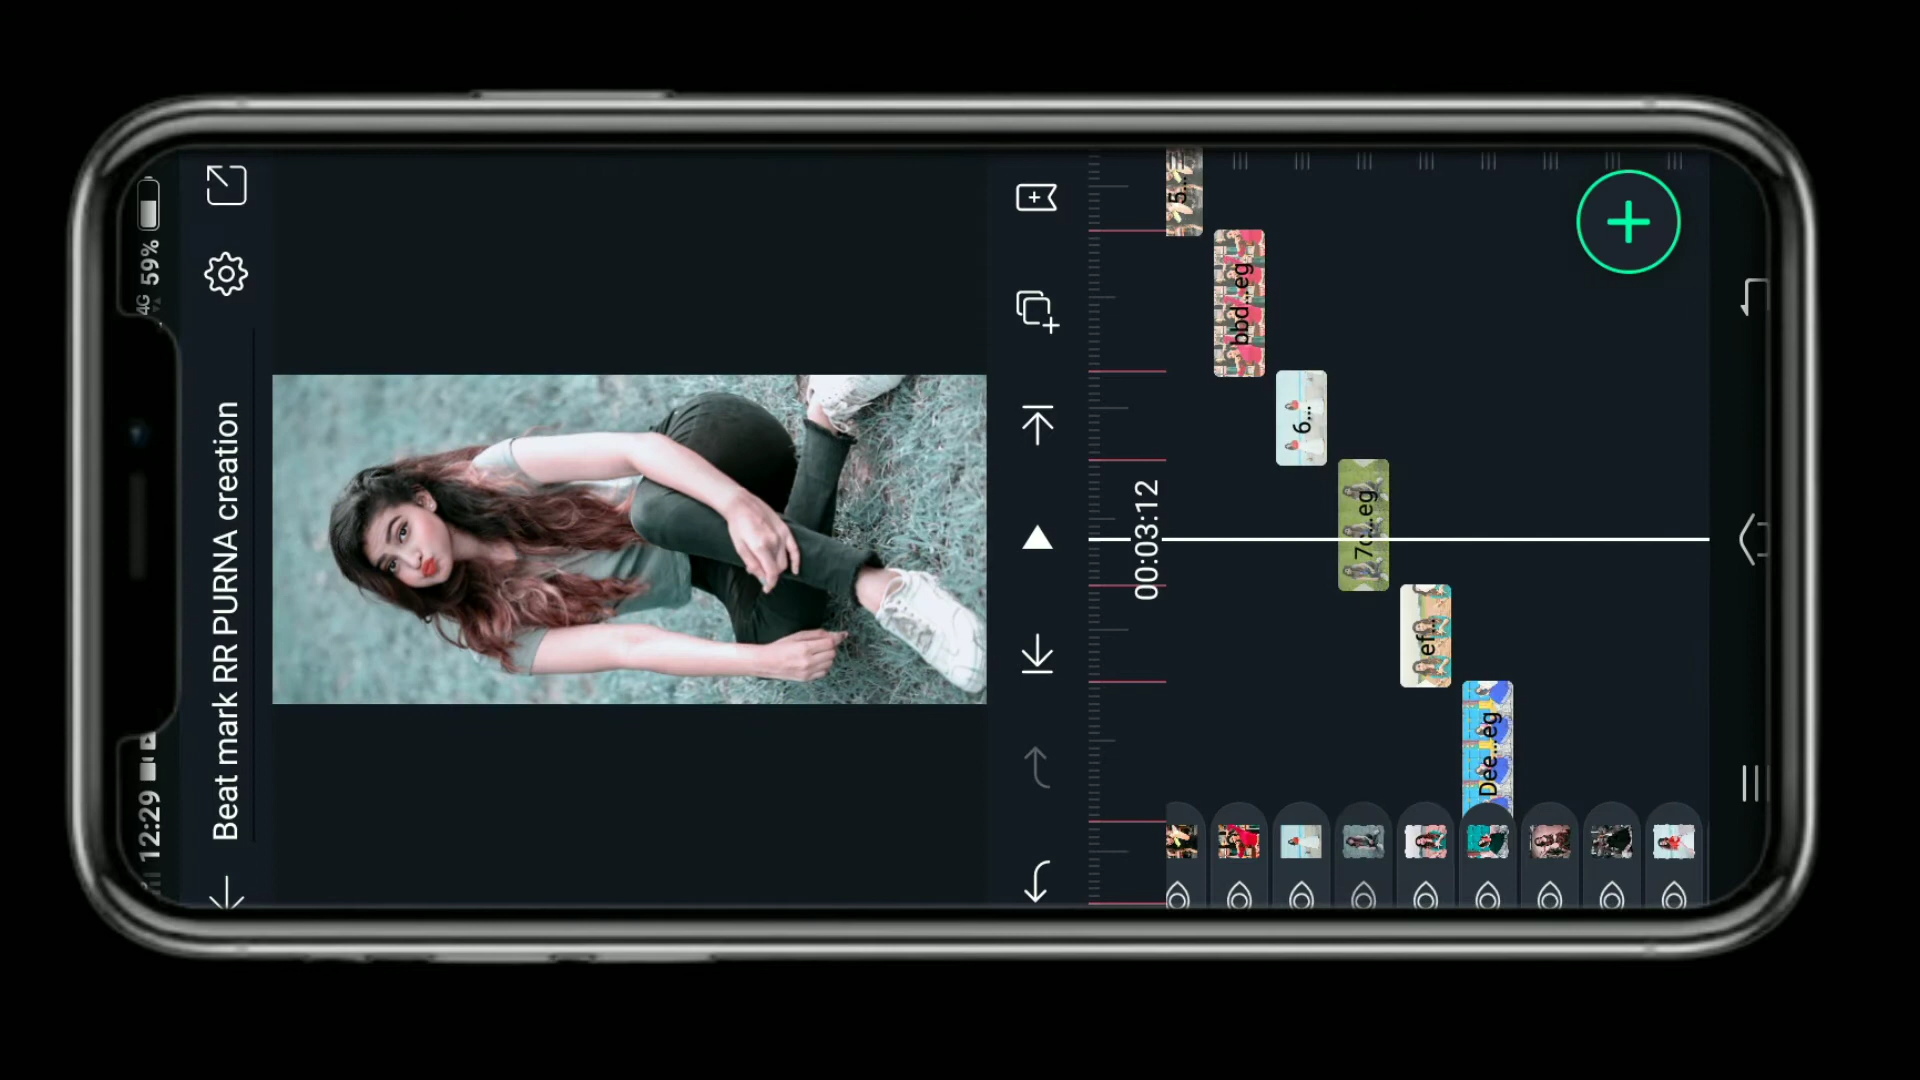 12:29
4G 59%
Beat mark RR PURNA creation
00:03:12
5...
bbd...eg
6...
7c...eg
ef...
Dee...eg